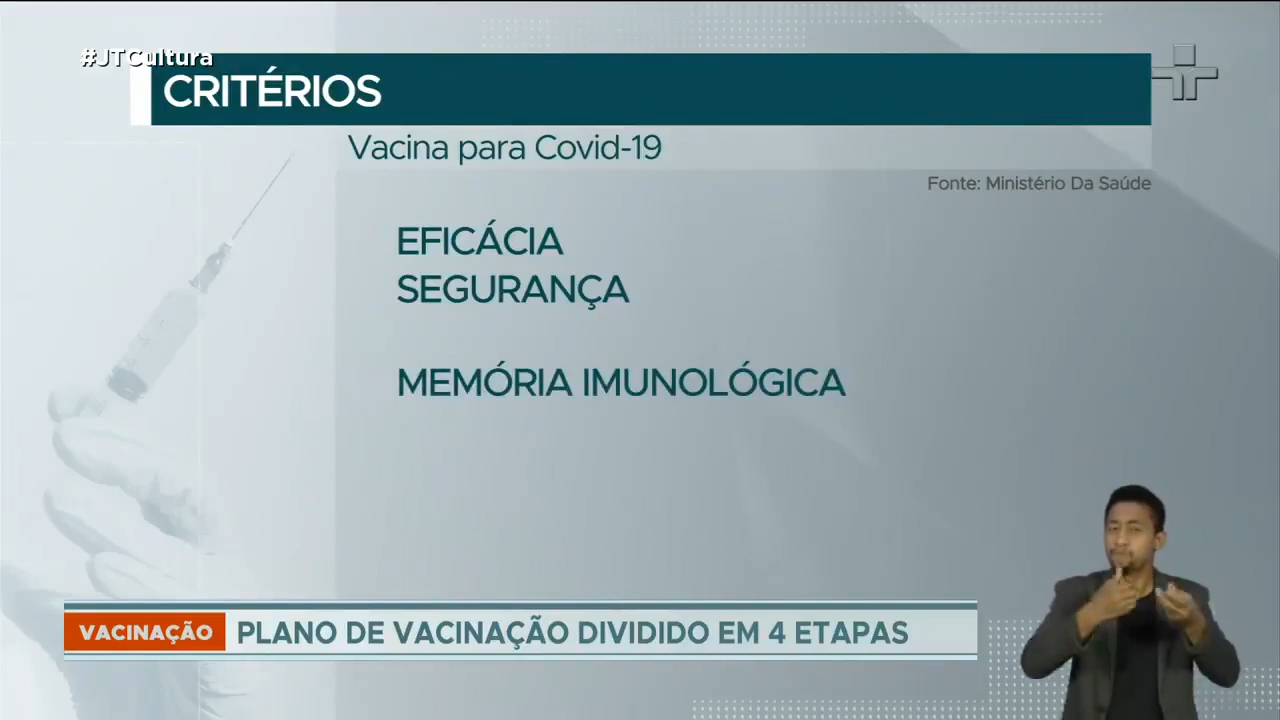 #JTCultura
CRITÉRIOS
Vacina para Covid-19
Fonte: Ministério Da Saúde
EFICÁCIA
SEGURANÇA
MEMÓRIA IMUNOLÓGICA
VACINAÇÃO PLANO DE VACINAÇÃO DIVIDIDO EM 4 ETAPAS